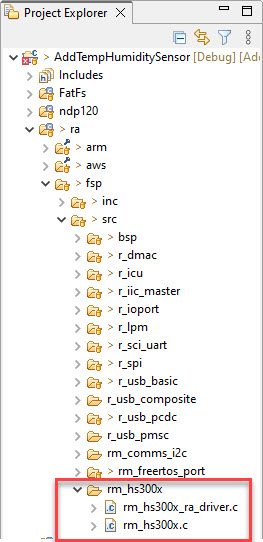 Project Explorer
> AddTempHumiditySensor [Debug] [Ad
Includes
> FatFs
> ndp120
> ra
> arm
> aws
> fsp
> inc
> src
> bsp
> r_dmac
> r_icu
> r_iic_master
> r_ioport
> r_lpm
> r_sci_uart
> r_spi
> r_usb_basic
r_usb_composite
> r_usb_pcdc
r_usb_pmsc
rm_comms_i2c
> rm_freertos_port
rm_hs300x
rm_hs300x_ra_driver.c
rm_hs300x.c